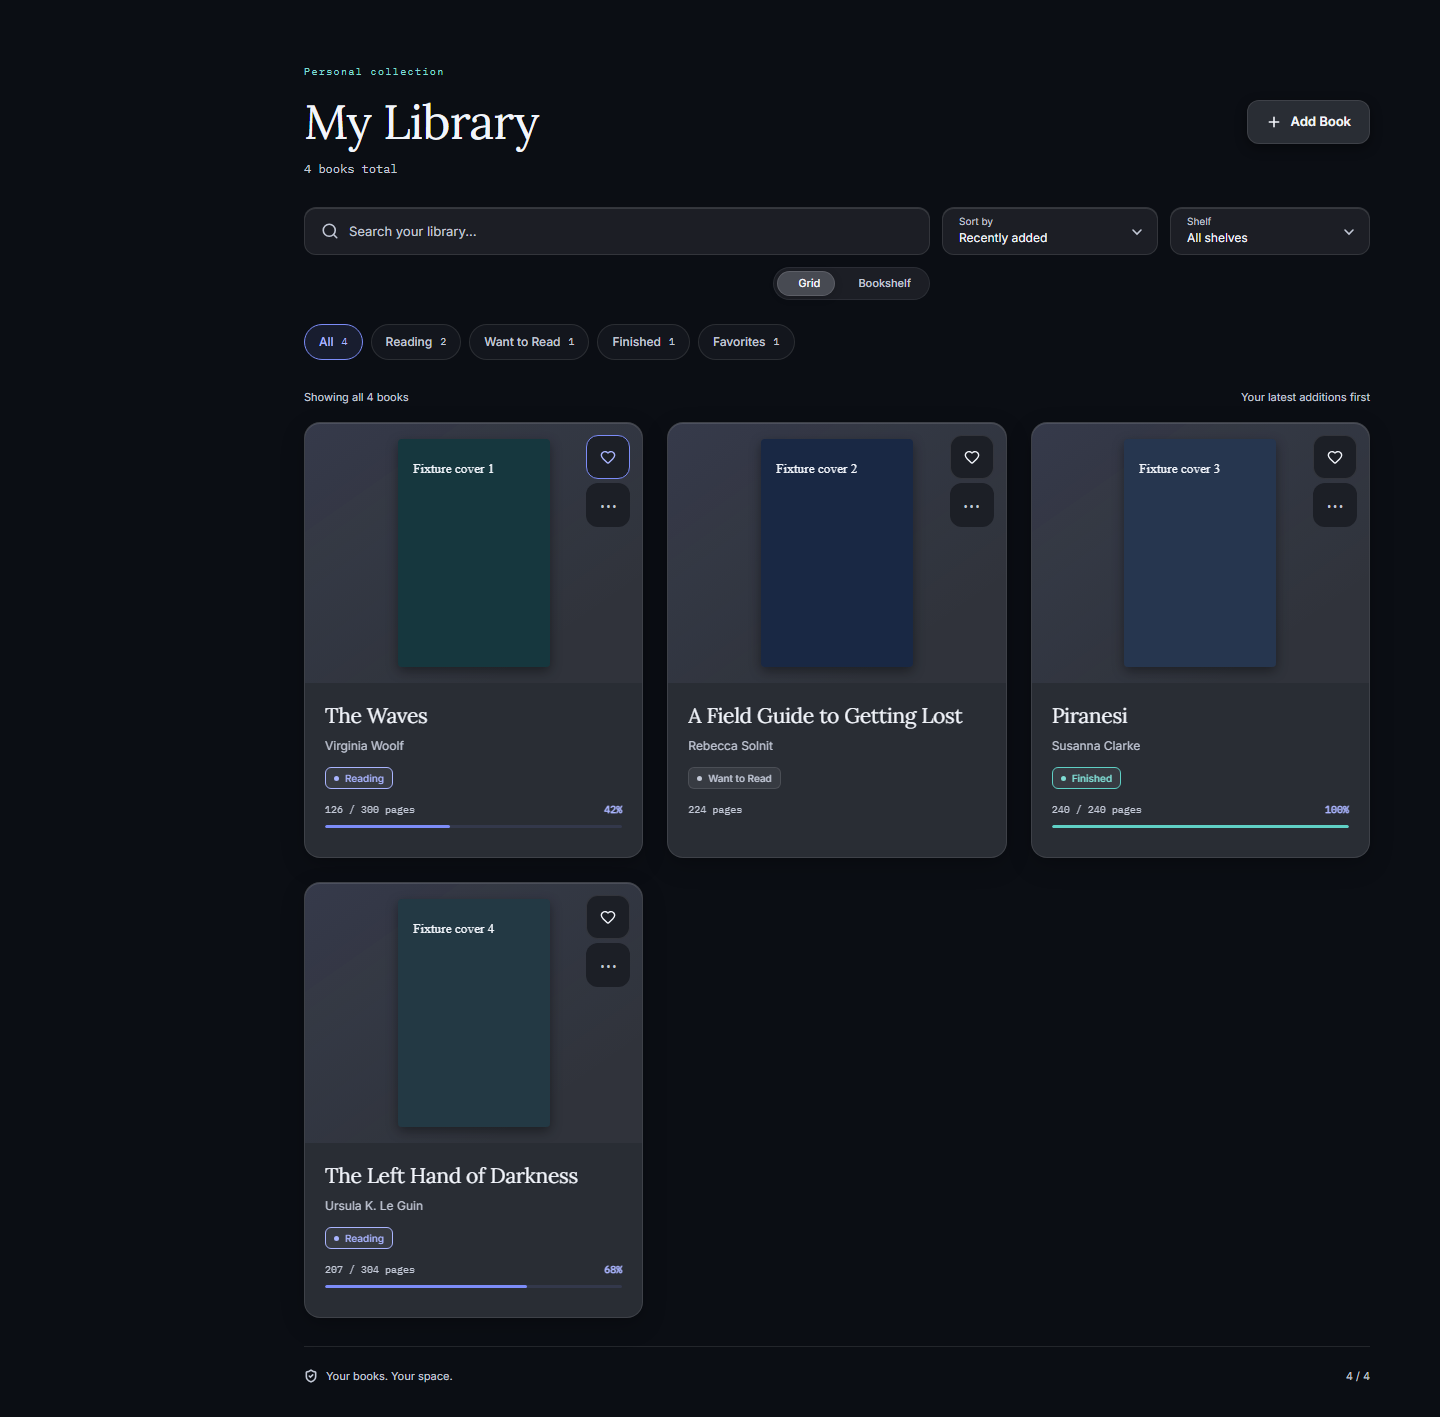 Personal collection
My Library
Add Book
4 books total
Search your library...
Sort by
Recently added
Shelf
All shelves
Grid
Bookshelf
All 4
Reading 2
Want to Read 1
Finished 1
Favorites 1
Showing all 4 books
Your latest additions first
Fixture cover 1
The Waves
Virginia Woolf
Reading
126 / 300 pages
42%
Fixture cover 2
A Field Guide to Getting Lost
Rebecca Solnit
Want to Read
224 pages
Fixture cover 3
Piranesi
Susanna Clarke
Finished
240 / 240 pages
100%
Fixture cover 4
The Left Hand of Darkness
Ursula K. Le Guin
Reading
207 / 304 pages
68%
Your books. Your space.
4 / 4